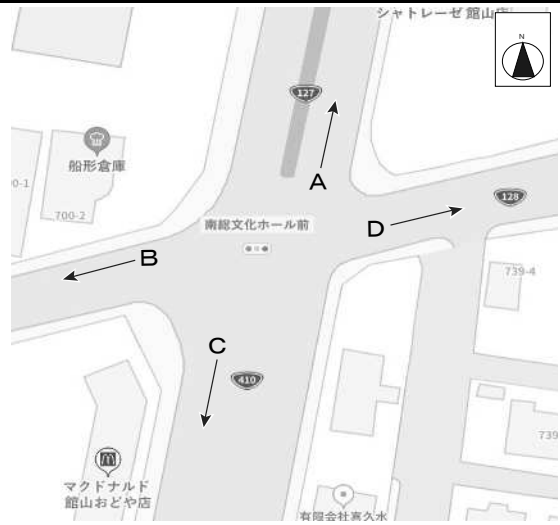 シャトレーゼ 館山店
N
127
A
船形倉庫
128
700-2
南総文化ホール前
D
B
739-4
C
410
マクドナルド
館山おどや店
有限会社喜久水